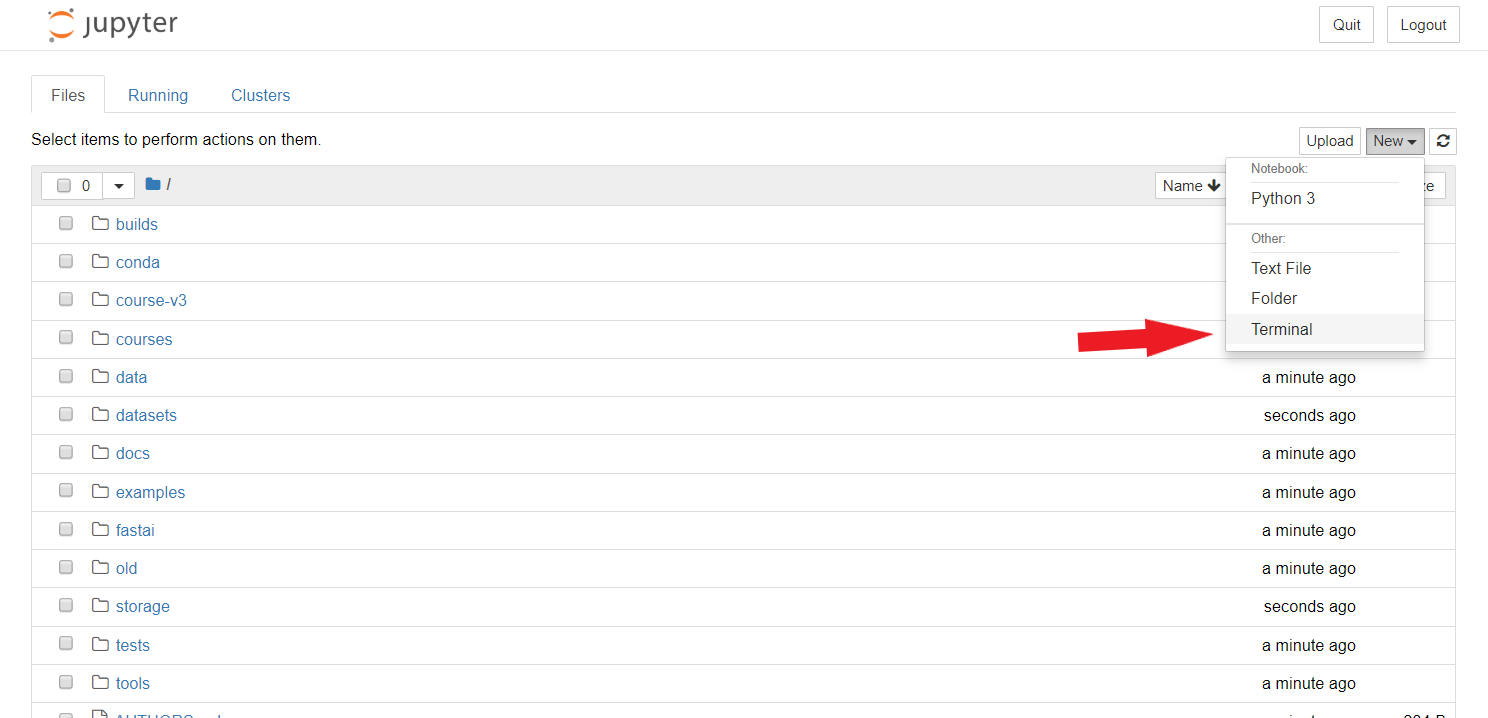 jupyter
Quit Logout
Files Running Clusters
Select items to perform actions on them.
Upload New
Notebook:
0 / Name
Python 3
builds
Other:
conda
Text File
course-v3
Folder
courses
Terminal
data a minute ago
datasets seconds ago
docs a minute ago
examples a minute ago
fastai a minute ago
old a minute ago
storage seconds ago
tests a minute ago
tools a minute ago